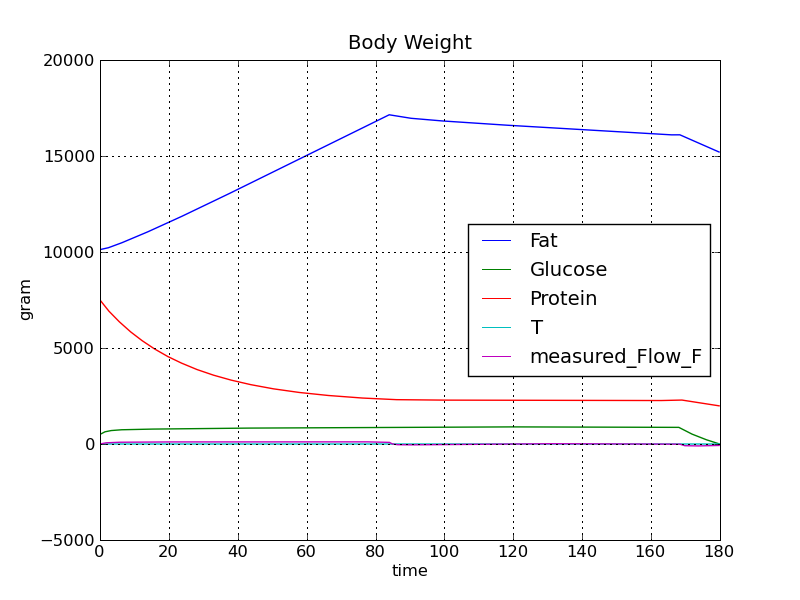 Body Weight
20000
15000
10000
5000
0
−5000
gram
Fat
Glucose
Protein
T
measured_Flow_F
0 20 40 60 80 100 120 140 160 180
time